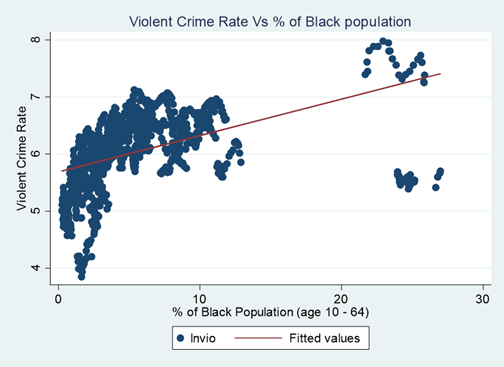 Violent Crime Rate Vs % of Black population
Violent Crime Rate
8
7
6
5
4
0 10 20 30
% of Black Population (age 10 - 64)
lnvio Fitted values